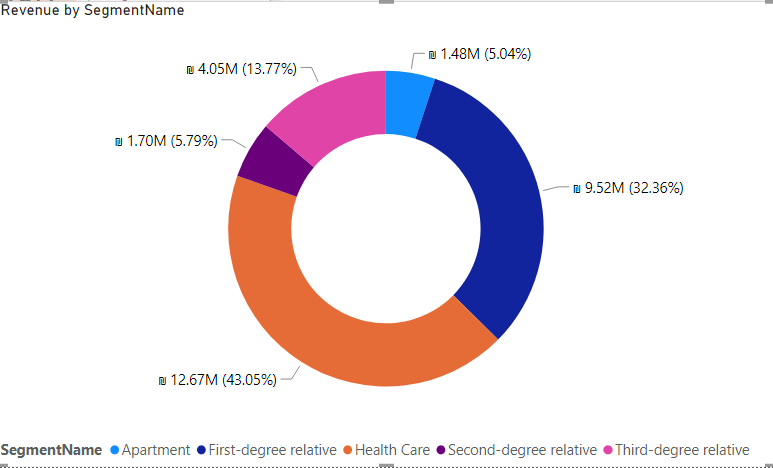 Revenue by SegmentName
₪ 1.48M (5.04%)
₪ 4.05M (13.77%)
₪ 1.70M (5.79%)
₪ 9.52M (32.36%)
₪ 12.67M (43.05%)
SegmentName Apartment First-degree relative Health Care Second-degree relative Third-degree relative